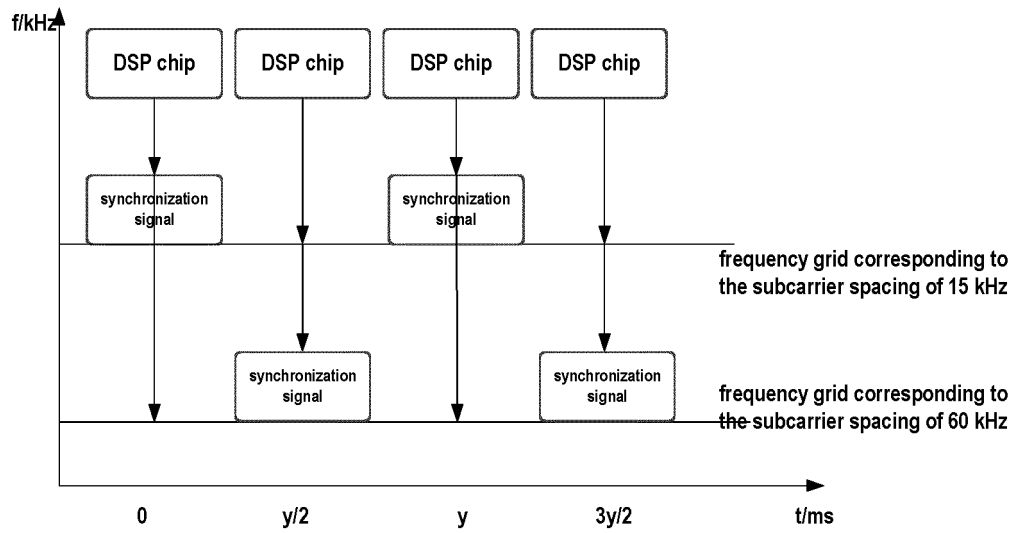 f/kHz
DSP chip
DSP chip
DSP chip
DSP chip
synchronization
signal
synchronization
signal
frequency grid corresponding to
the subcarrier spacing of 15 kHz
synchronization
signal
synchronization
signal
frequency grid corresponding to
the subcarrier spacing of 60 kHz
0
y/2
y
3y/2
t/ms